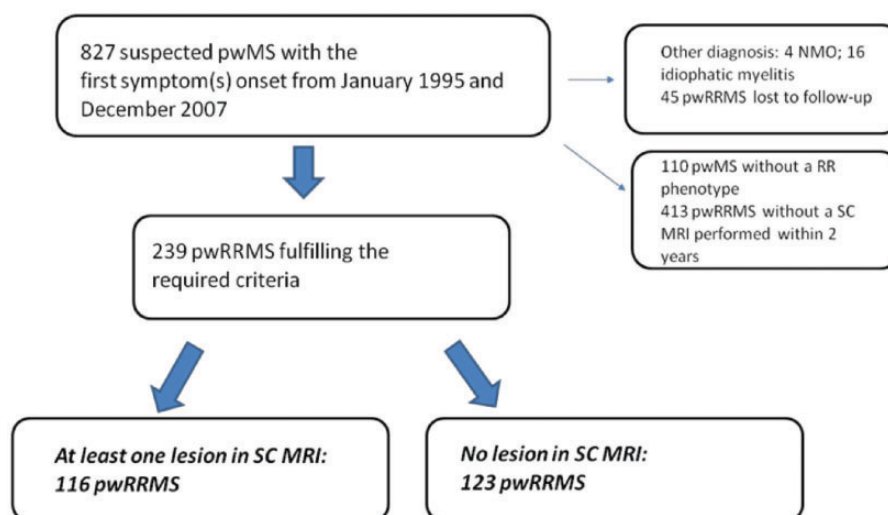 827 suspected pwMS with the
first symptom(s) onset from January 1995 and
December 2007
Other diagnosis: 4 NMO; 16
idiophatic myelitis
45 pwRRMS lost to follow-up
110 pwMS without a RR
phenotype
413 pwRRMS without a SC
MRI performed within 2
years
239 pwRRMS fulfilling the
required criteria
At least one lesion in SC MRI:
116 pwRRMS
No lesion in SC MRI:
123 pwRRMS